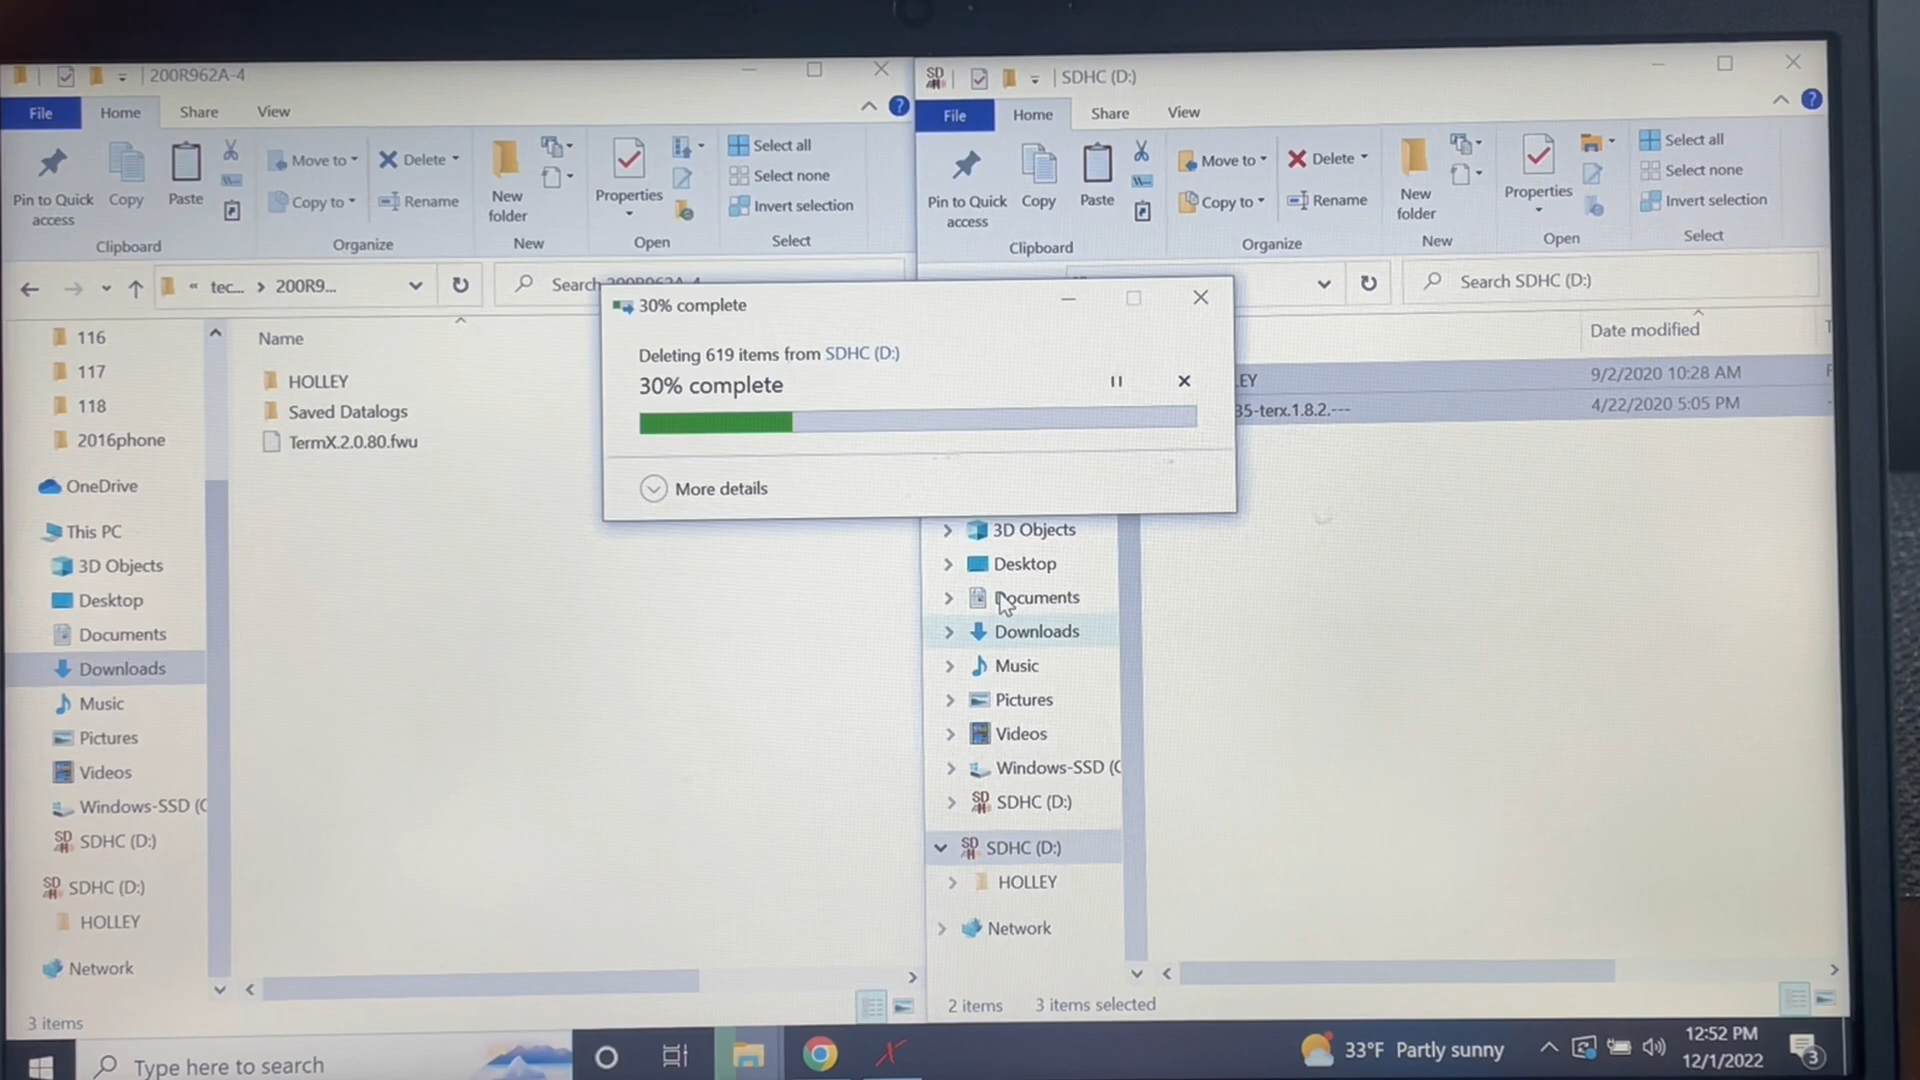 200R962A-4
File
Home
Share
View
Pin to Quick access
Copy
Paste
Move to
Copy to
Delete
Rename
New folder
Properties
Select all
Select none
Invert selection
Clipboard
Organize
New
Open
Select
« tec... > 200R9...
Search 200R962A-4
116
117
118
2016phone
OneDrive
This PC
3D Objects
Desktop
Documents
Downloads
Music
Pictures
Videos
Windows-SSD (C
SDHC (D:)
SDHC (D:)
HOLLEY
Network
Name
HOLLEY
Saved Datalogs
TermX.2.0.80.fwu
3 items
30% complete
Deleting 619 items from SDHC (D:)
30% complete
More details
SDHC (D:)
File
Home
Share
View
Pin to Quick access
Copy
Paste
Move to
Copy to
Delete
Rename
New folder
Properties
Select all
Select none
Invert selection
Clipboard
Organize
New
Open
Select
Search SDHC (D:)
Date modified
EY
9/2/2020 10:28 AM
35-terx.1.8.2.---
4/22/2020 5:05 PM
3D Objects
Desktop
Documents
Downloads
Music
Pictures
Videos
Windows-SSD (C
SDHC (D:)
SDHC (D:)
HOLLEY
Network
2 items
3 items selected
Type here to search
33°F Partly sunny
12:52 PM
12/1/2022
3